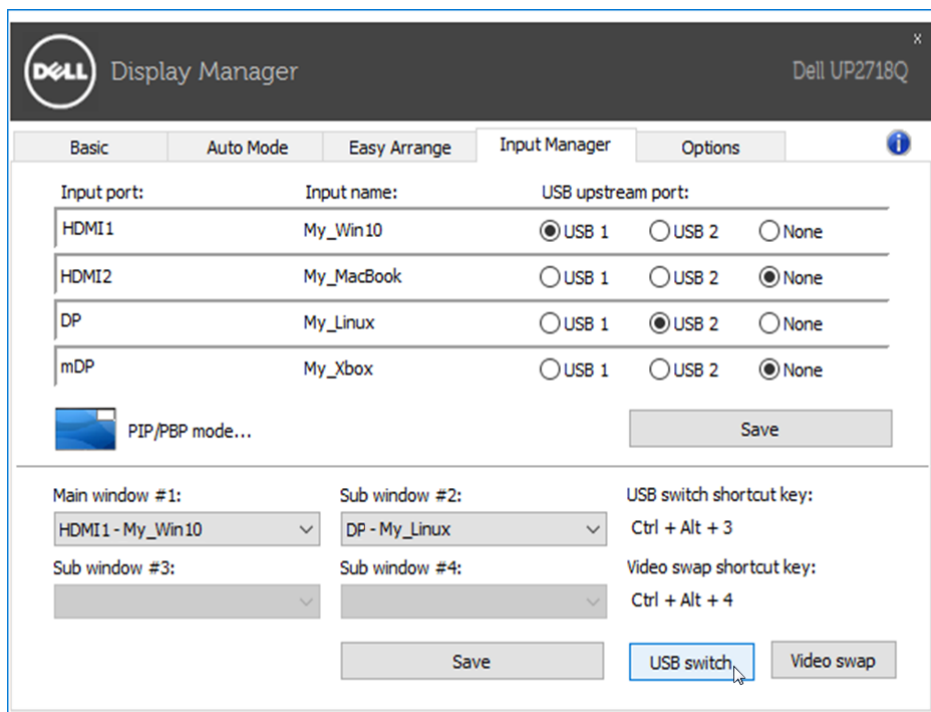 x
DELL Display Manager Dell UP2718Q
Basic Auto Mode Easy Arrange Input Manager Options i
Input port: Input name: USB upstream port:
HDMI1 My_Win10 USB 1 USB 2 None
HDMI2 My_MacBook USB 1 USB 2 None
DP My_Linux USB 1 USB 2 None
mDP My_Xbox USB 1 USB 2 None
PIP/PBP mode... Save
Main window #1: Sub window #2: USB switch shortcut key:
HDMI1 - My_Win10 DP - My_Linux Ctrl + Alt + 3
Sub window #3: Sub window #4: Video swap shortcut key:
Ctrl + Alt + 4
Save USB switch Video swap